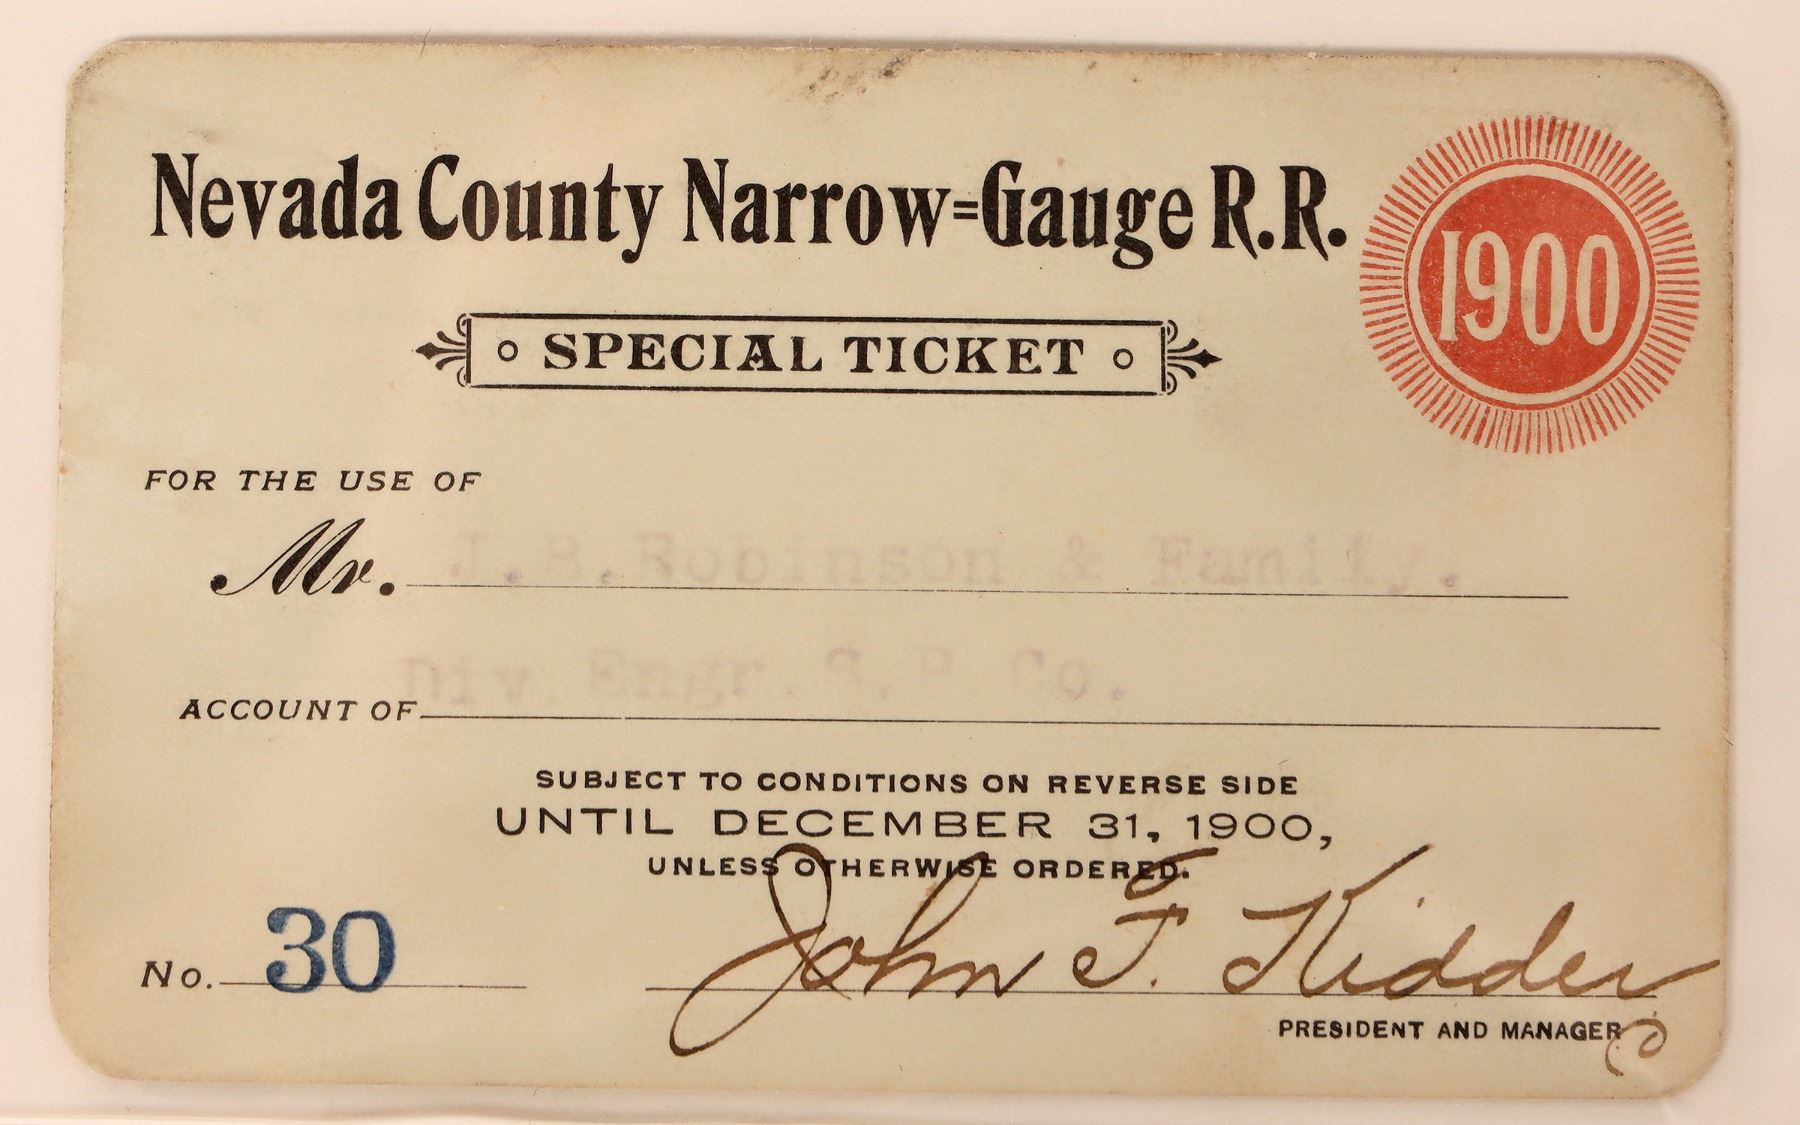 Nevada County Narrow=Gauge R.R.
1900
SPECIAL TICKET
FOR THE USE OF
Mr. J.B.Robinson & Family.
Div Engr. S.P.Co.
ACCOUNT OF
SUBJECT TO CONDITIONS ON REVERSE SIDE
UNTIL DECEMBER 31, 1900,
UNLESS OTHERWISE ORDERED.
No. 30
John F. Kidder
PRESIDENT AND MANAGER